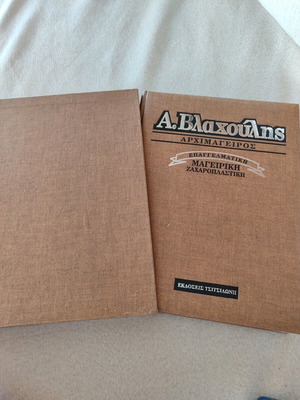 Α.Βλαχούλης
ΑΡΧΙΜΑΓΕΙΡΟΣ
ΕΠΑΓΓΕΛΜΑΤΙΚΗ
ΜΑΓΕΙΡΙΚΗ
ΖΑΧΑΡΟΠΛΑΣΤΙΚΗ
ΕΚΔΟΣΕΙΣ ΤΣΙΤΣΙΛΩΝΗ